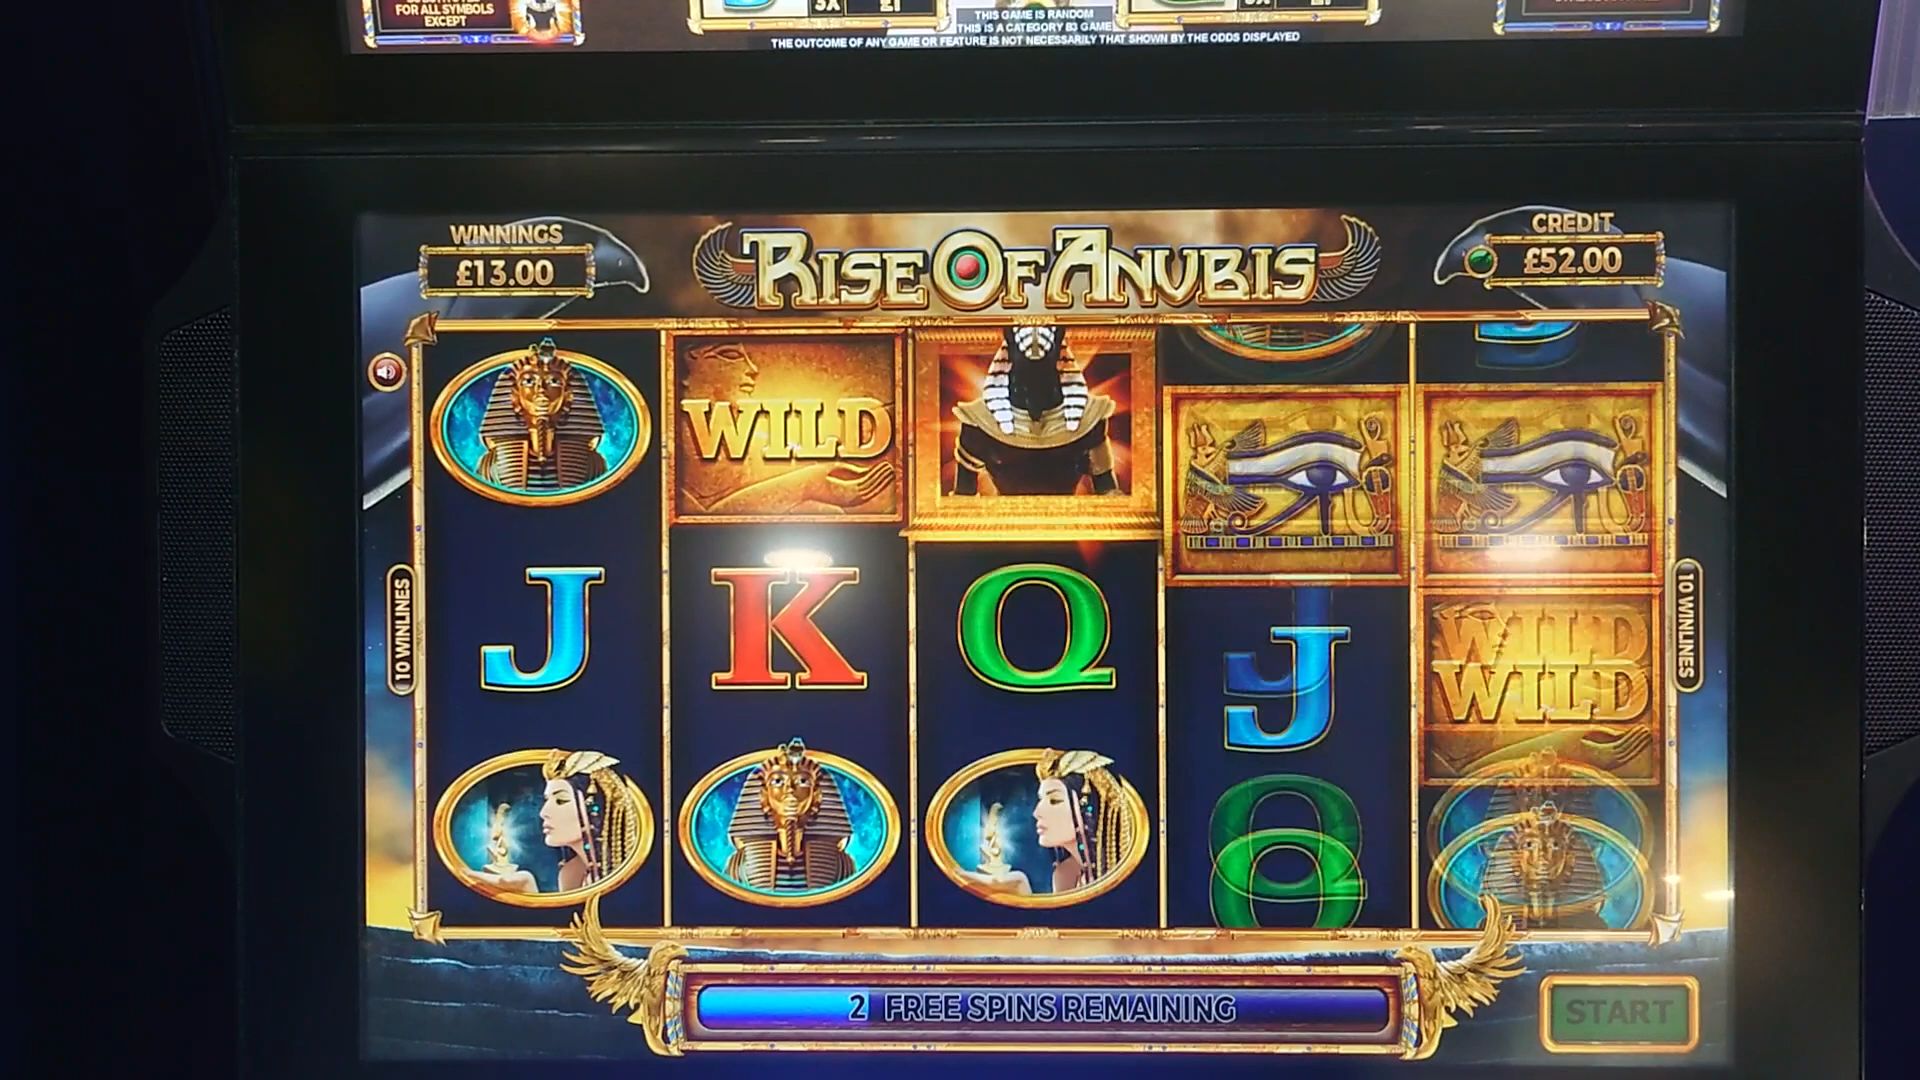 FOR ALL SYMBOLS
EXCEPT
3X £1
THIS GAME IS RANDOM
THIS IS A CATEGORY B3 GAME
THE OUTCOME OF ANY GAME OR FEATURE IS NOT NECESSARILY THAT SHOWN BY THE ODDS DISPLAYED
WINNINGS
£13.00
RISE OF ANUBIS
CREDIT
£52.00
WILD
10 WINLINES
J
K
Q
J
WILD
WILD
10 WINLINES
Q
Q
2 FREE SPINS REMAINING
START